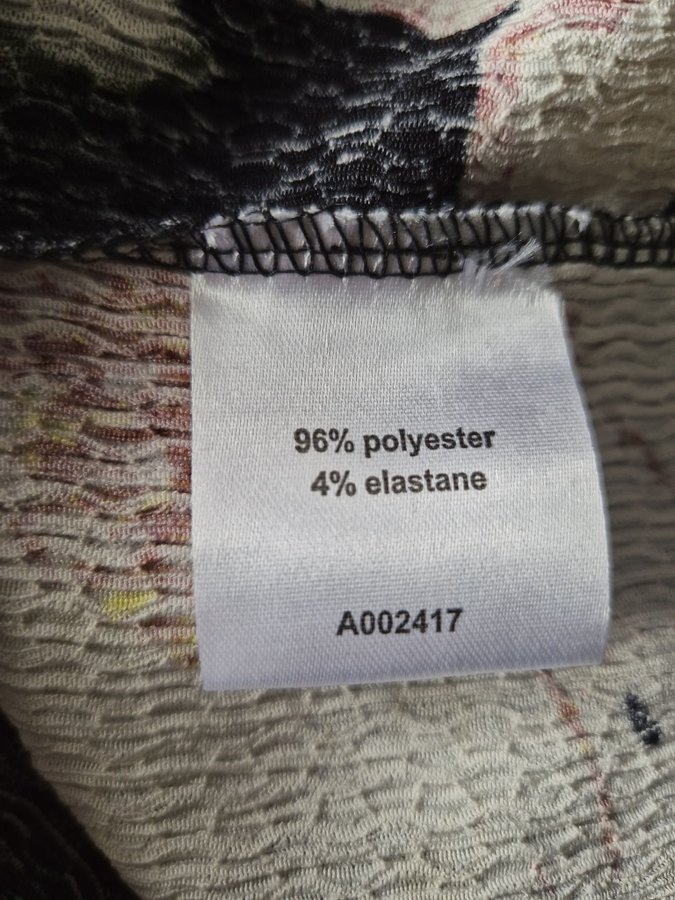 96% polyester
4% elastane
A002417